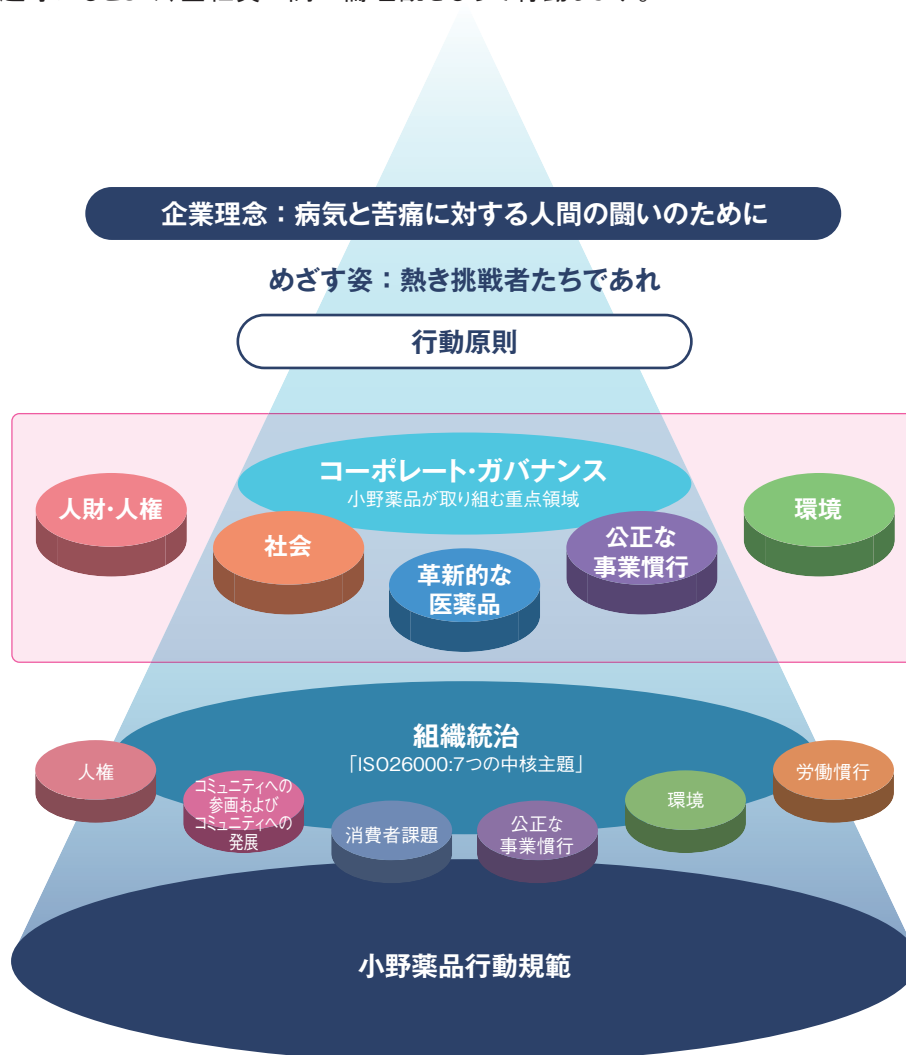 行動します。
企業理念：病気と苦痛に対する人間の闘いのために
めざす姿：熱き挑戦者たちであれ
行動原則
コーポレート・ガバナンス
小野薬品が取り組む重点領域
人財・人権
社会
革新的な
医薬品
公正な
事業慣行
環境
組織統治
「ISO26000:7つの中核主題」
人権
コミュニティへの
参画および
コミュニティへの
発展
消費者課題
公正な
事業慣行
環境
労働慣行
小野薬品行動規範